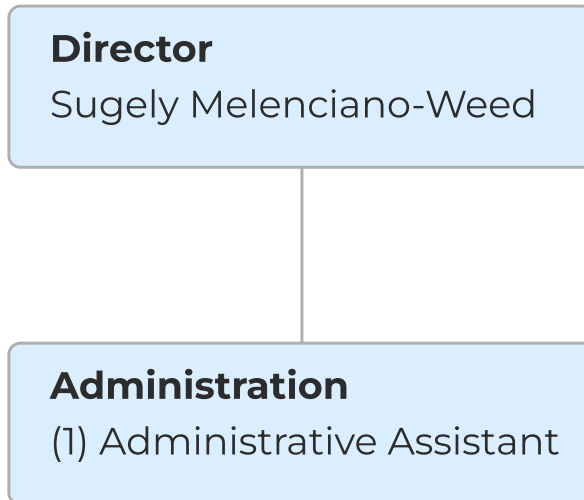 Director
Sugely Melenciano-Weed
Administration
(1) Administrative Assistant